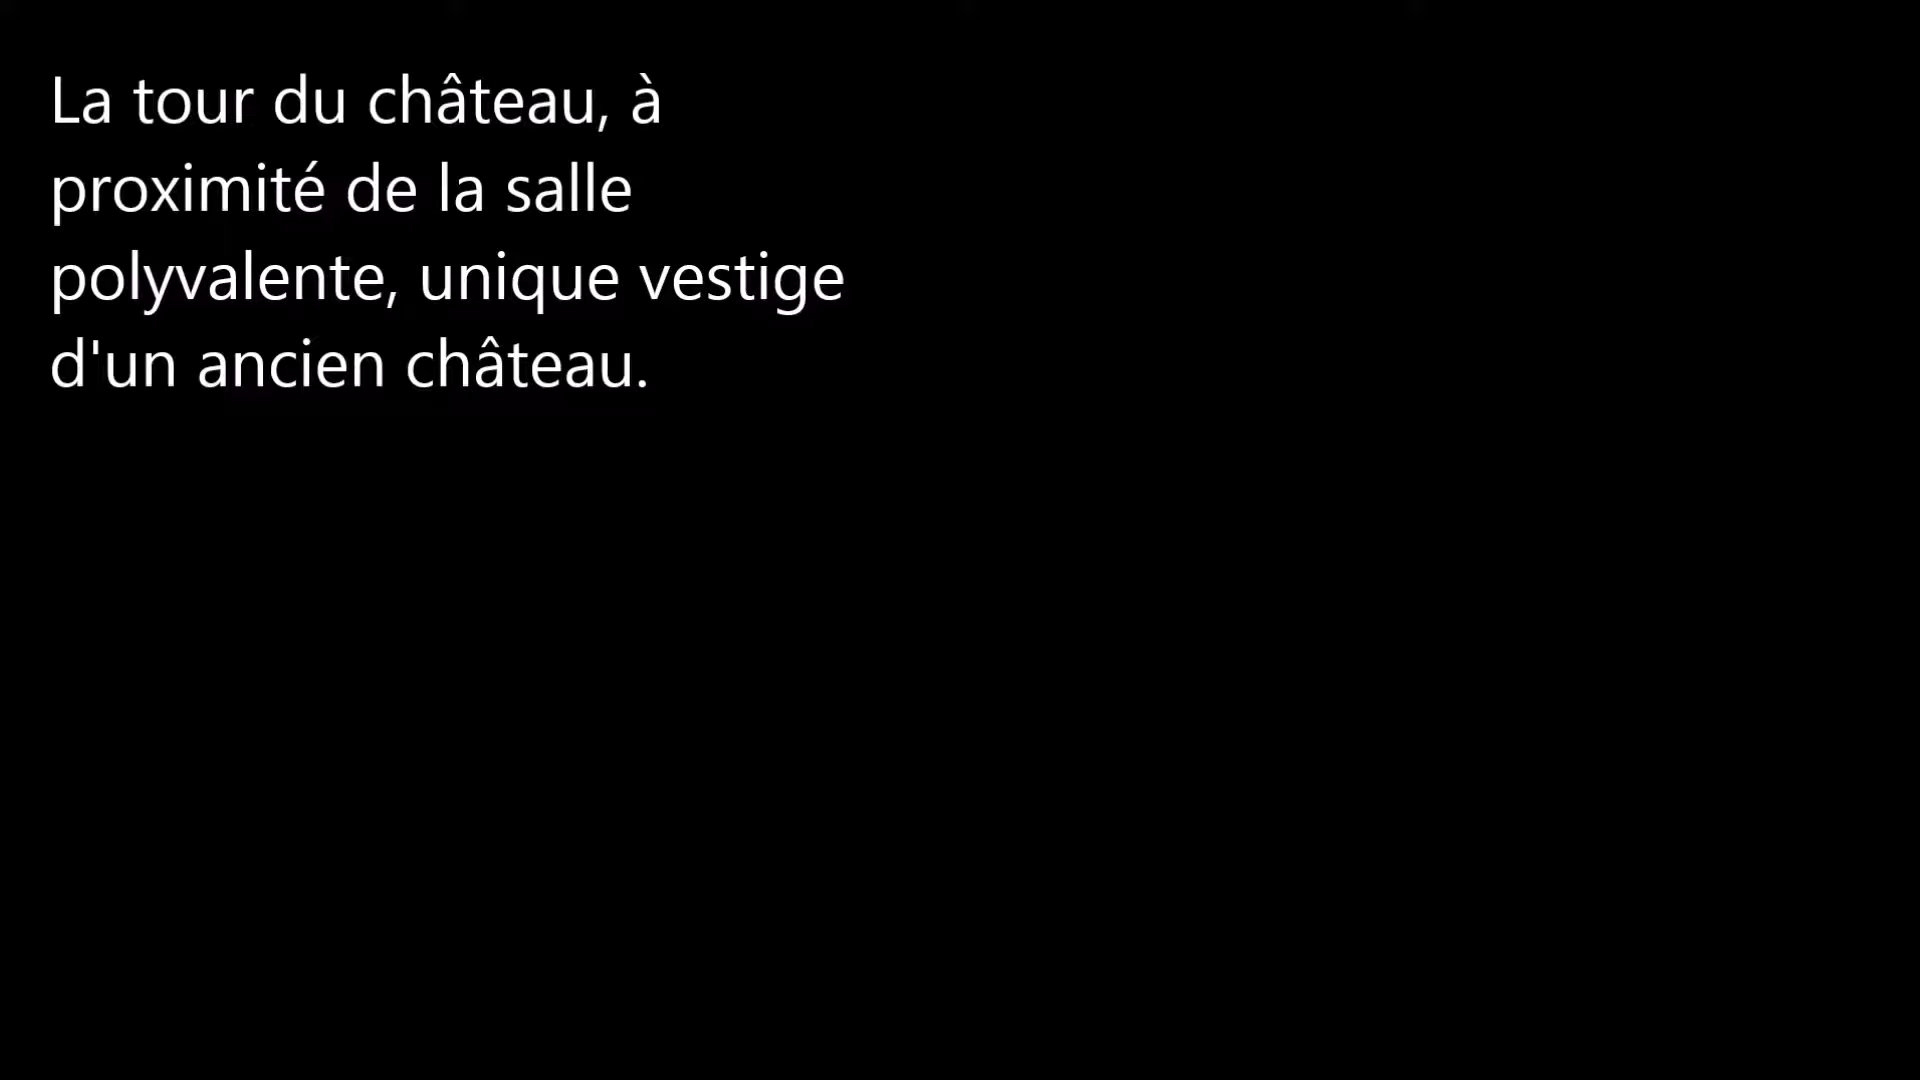 La tour du château, à
proximité de la salle
polyvalente, unique vestige
d'un ancien château.